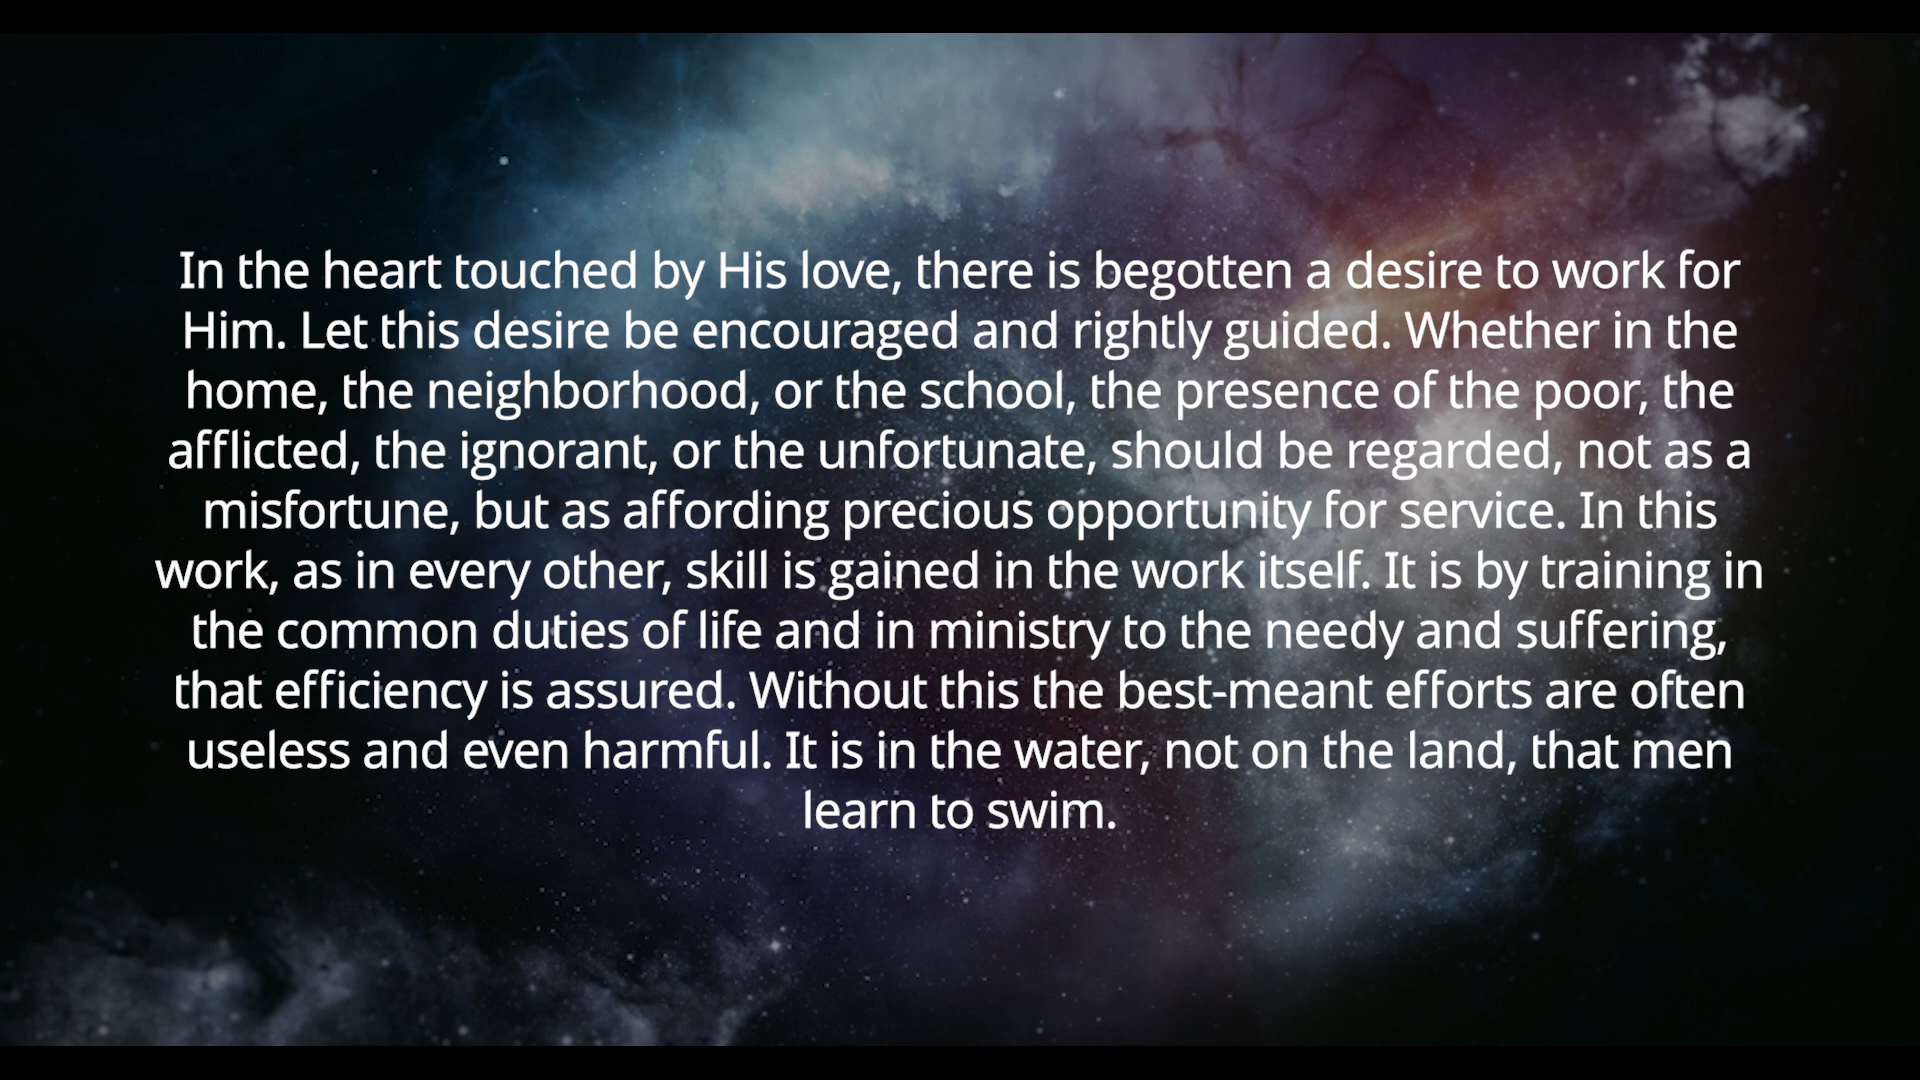 In the heart touched by His love, there is begotten a desire to work for
Him. Let this desire be encouraged and rightly guided. Whether in the
home, the neighborhood, or the school, the presence of the poor, the
afflicted, the ignorant, or the unfortunate, should be regarded, not as a
misfortune, but as affording precious opportunity for service. In this
work, as in every other, skill is gained in the work itself. It is by training in
the common duties of life and in ministry to the needy and suffering,
that efficiency is assured. Without this the best-meant efforts are often
useless and even harmful. It is in the water, not on the land, that men
learn to swim.